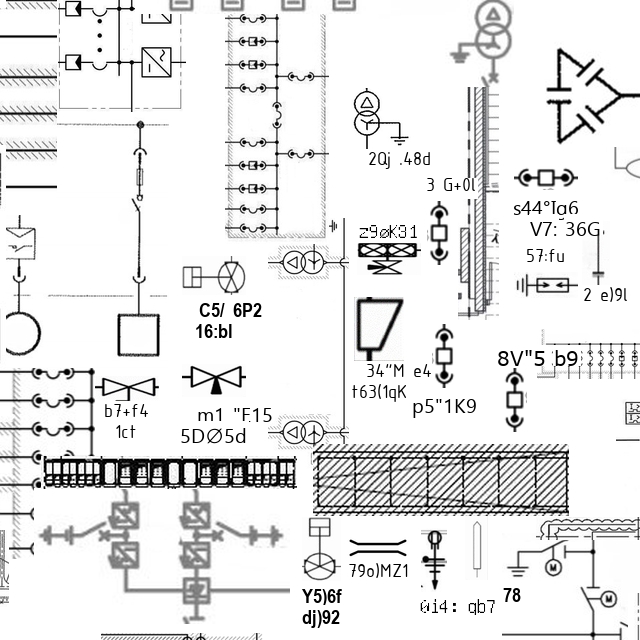 2Qj .48d
3 G+0l
s44°Ig6
V7: 36G
z9øK31
57:fu
2 e)9l
C5/ 6P2
16:bl
34"M e4
t63(1qK
8V"5 b9
b7+f4
1ct
m1 "F.15
5DØ5d
p5"1K9
79o)MZ1
Y5)6f
dj)92
qb7
78
M
M